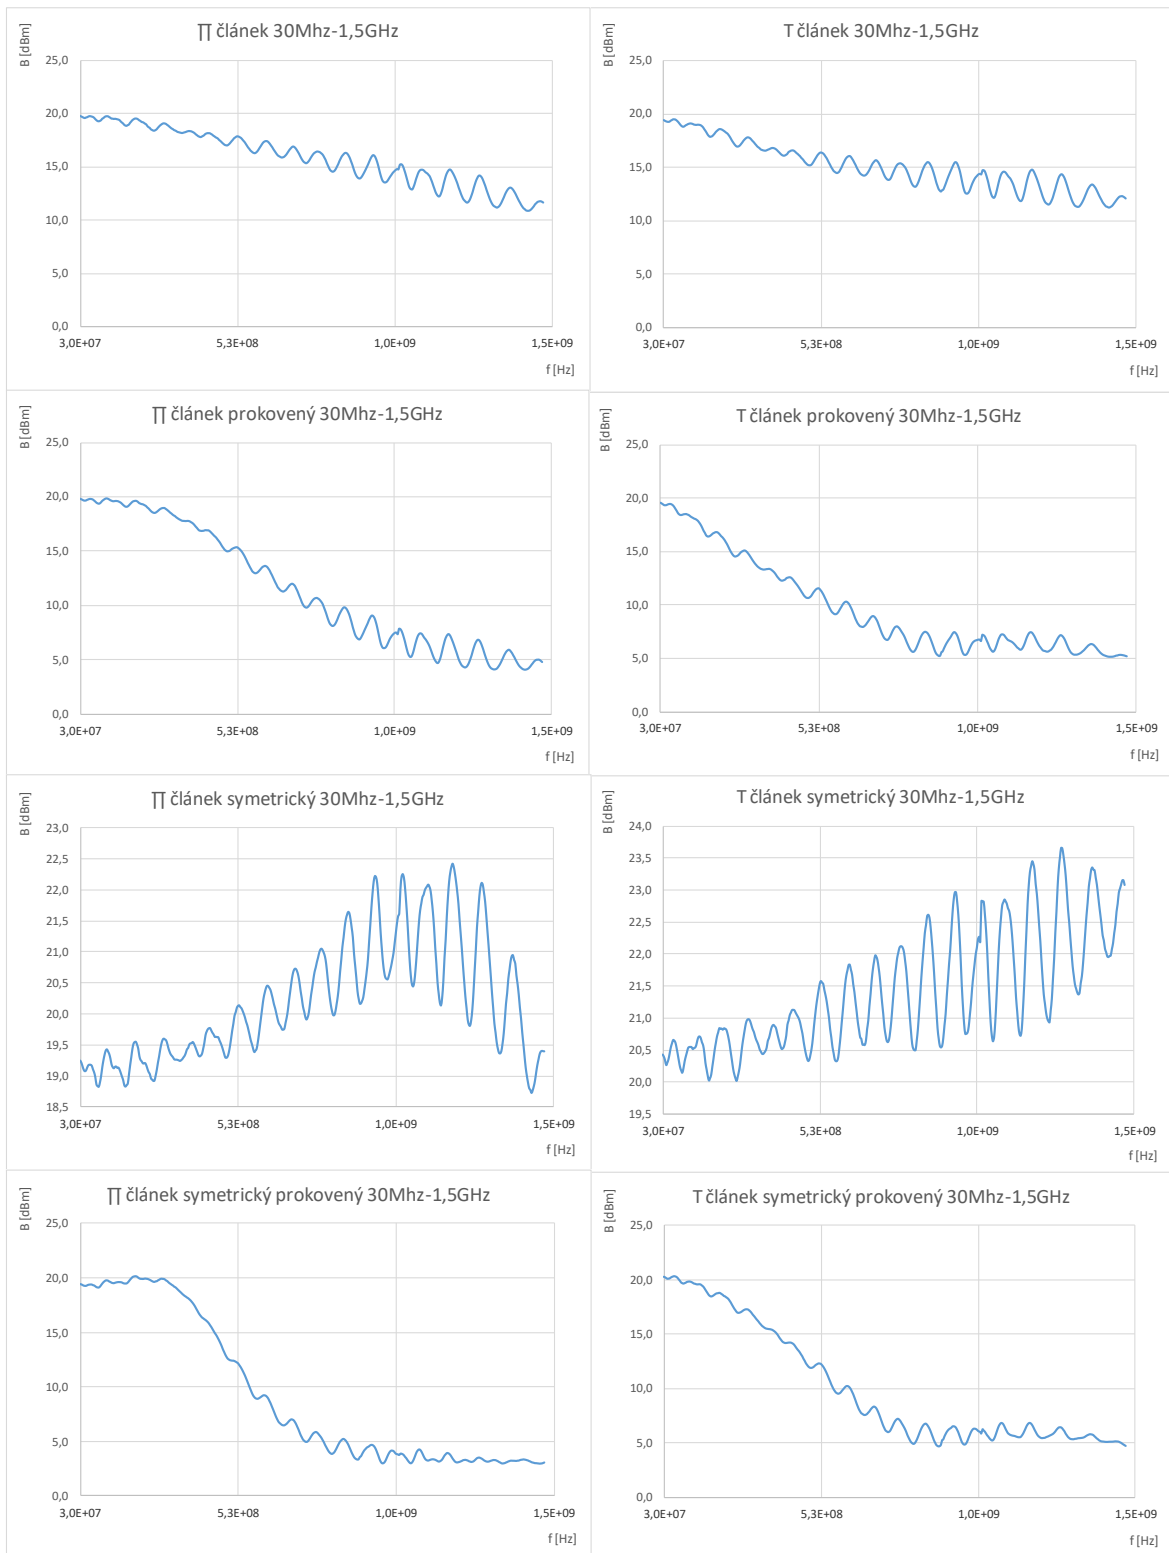 ∏ článek 30Mhz-1,5GHz
B [dBm]
25,0
20,0
15,0
10,0
5,0
0,0
3,0E+07 5,3E+08 1,0E+09 1,5E+09
f [Hz]
T článek 30Mhz-1,5GHz
B [dBm]
25,0
20,0
15,0
10,0
5,0
0,0
3,0E+07 5,3E+08 1,0E+09 1,5E+09
f [Hz]
∏ článek prokovený 30Mhz-1,5GHz
B [dBm]
25,0
20,0
15,0
10,0
5,0
0,0
3,0E+07 5,3E+08 1,0E+09 1,5E+09
f [Hz]
T článek prokovený 30Mhz-1,5GHz
B [dBm]
25,0
20,0
15,0
10,0
5,0
0,0
3,0E+07 5,3E+08 1,0E+09 1,5E+09
f [Hz]
∏ článek symetrický 30Mhz-1,5GHz
B [dBm]
23,0
22,5
22,0
21,5
21,0
20,5
20,0
19,5
19,0
18,5
3,0E+07 5,3E+08 1,0E+09 1,5E+09
f [Hz]
T článek symetrický 30Mhz-1,5GHz
B [dBm]
24,0
23,5
23,0
22,5
22,0
21,5
21,0
20,5
20,0
19,5
3,0E+07 5,3E+08 1,0E+09 1,5E+09
f [Hz]
∏ článek symetrický prokovený 30Mhz-1,5GHz
B [dBm]
25,0
20,0
15,0
10,0
5,0
0,0
3,0E+07 5,3E+08 1,0E+09 1,5E+09
f [Hz]
T článek symetrický prokovený 30Mhz-1,5GHz
B [dBm]
25,0
20,0
15,0
10,0
5,0
0,0
3,0E+07 5,3E+08 1,0E+09 1,5E+09
f [Hz]